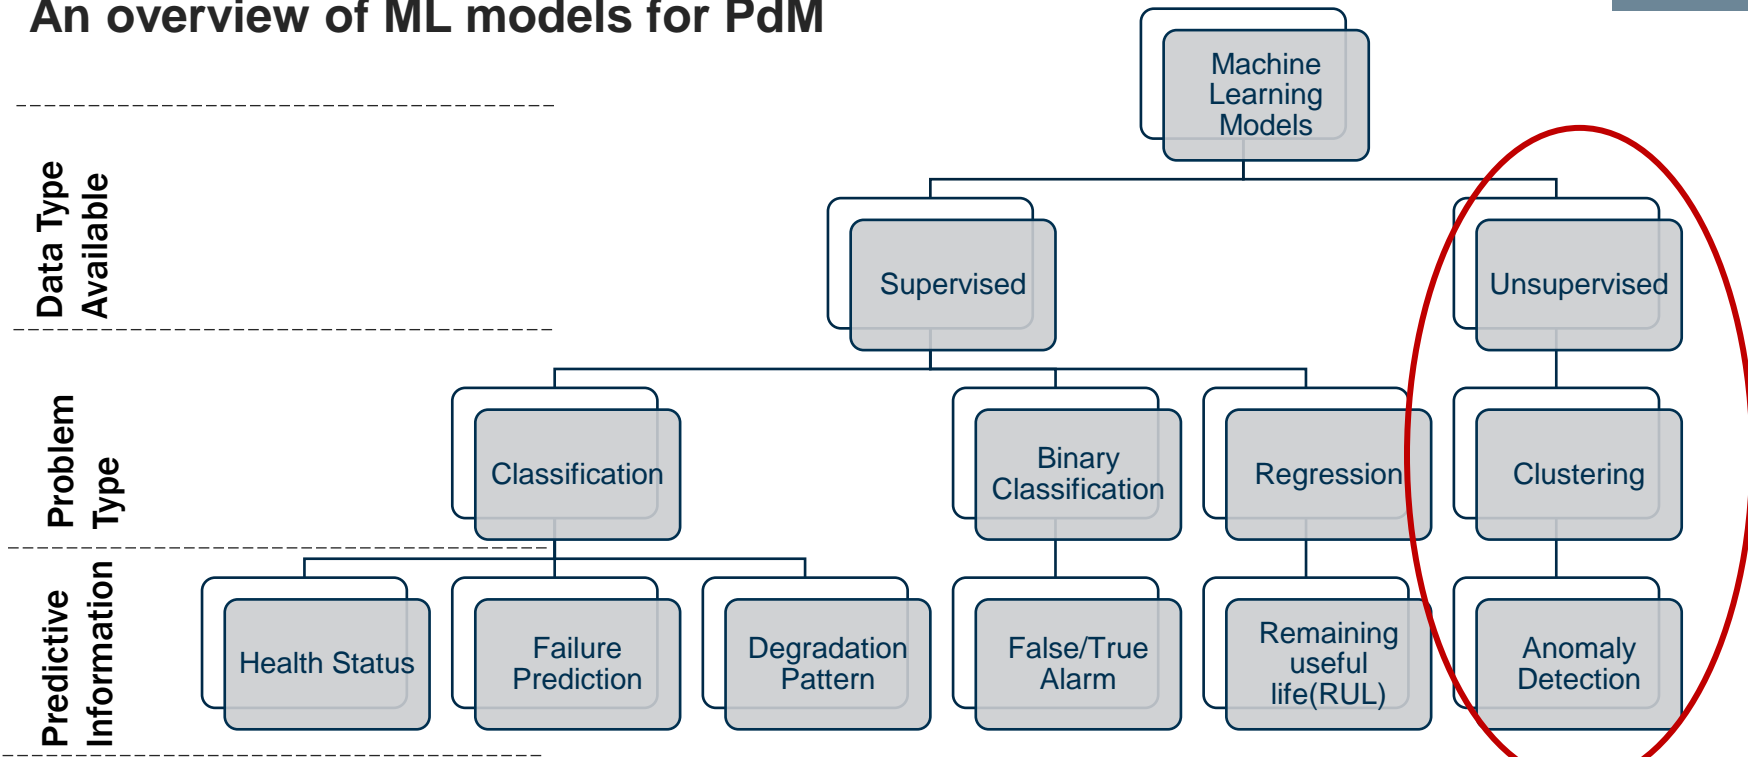 An overview of ML models for PdM
Machine
Learning
Models
Data Type
Available
Supervised
Unsupervised
Problem
Type
Classification
Binary
Classification
Regression
Clustering
Predictive
Information
Health Status
Failure
Prediction
Degradation
Pattern
False/True
Alarm
Remaining
useful
life(RUL)
Anomaly
Detection